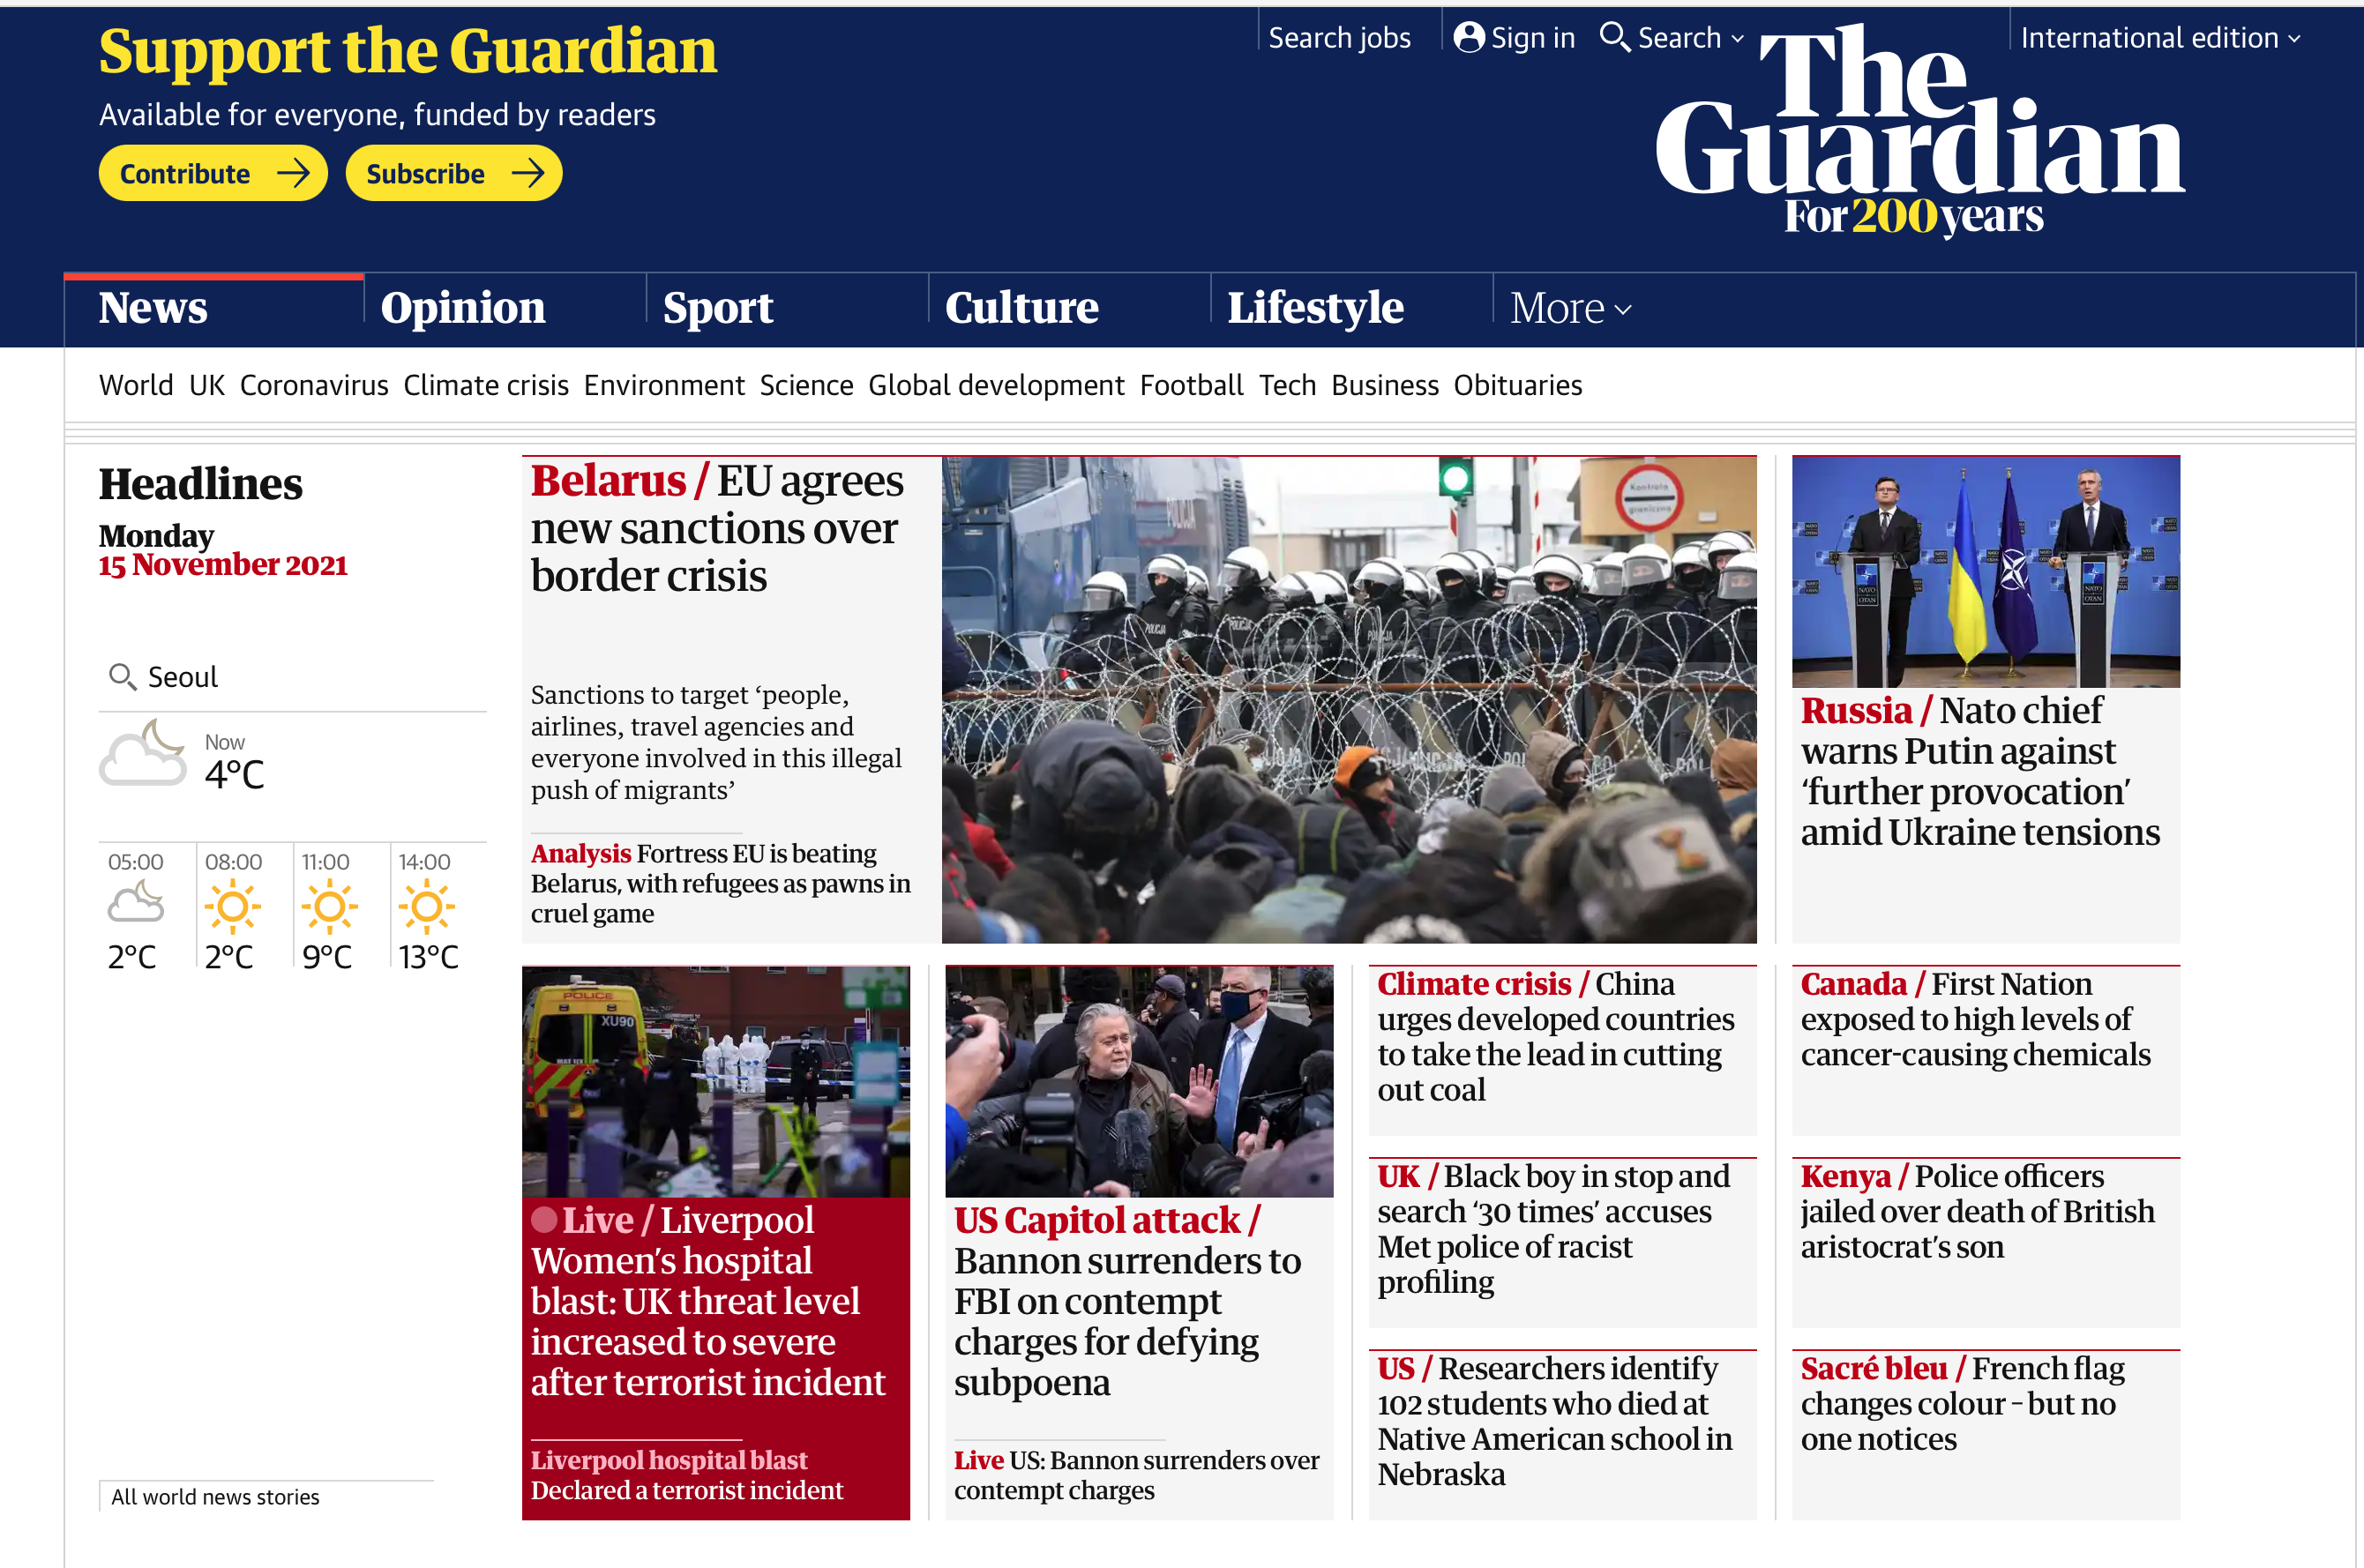 Support the Guardian
Available for everyone, funded by readers
Contribute
Subscribe
Search jobs
Sign in
Search
International edition
The
Guardian
For 200 years
News
Opinion
Sport
Culture
Lifestyle
More
World UK Coronavirus Climate crisis Environment Science Global development Football Tech Business Obituaries
Headlines
Monday
15 November 2021
Seoul
Now
4°C
05:00 08:00 11:00 14:00
2°C 2°C 9°C 13°C
All world news stories
Belarus / EU agrees
new sanctions over
border crisis
Sanctions to target ‘people,
airlines, travel agencies and
everyone involved in this illegal
push of migrants’
Analysis Fortress EU is beating
Belarus, with refugees as pawns in
cruel game
Kontrola
graniczna
POLICJA
POLICJA
POLICJA
NATO
OTAN
NATO
OTAN
Russia / Nato chief
warns Putin against
‘further provocation’
amid Ukraine tensions
POLICE
XU90
Live / Liverpool
Women’s hospital
blast: UK threat level
increased to severe
after terrorist incident
Liverpool hospital blast
Declared a terrorist incident
US Capitol attack /
Bannon surrenders to
FBI on contempt
charges for defying
subpoena
Live US: Bannon surrenders over
contempt charges
Climate crisis / China
urges developed countries
to take the lead in cutting
out coal
UK / Black boy in stop and
search ‘30 times’ accuses
Met police of racist
profiling
US / Researchers identify
102 students who died at
Native American school in
Nebraska
Canada / First Nation
exposed to high levels of
cancer-causing chemicals
Kenya / Police officers
jailed over death of British
aristocrat’s son
Sacré bleu / French flag
changes colour – but no
one notices